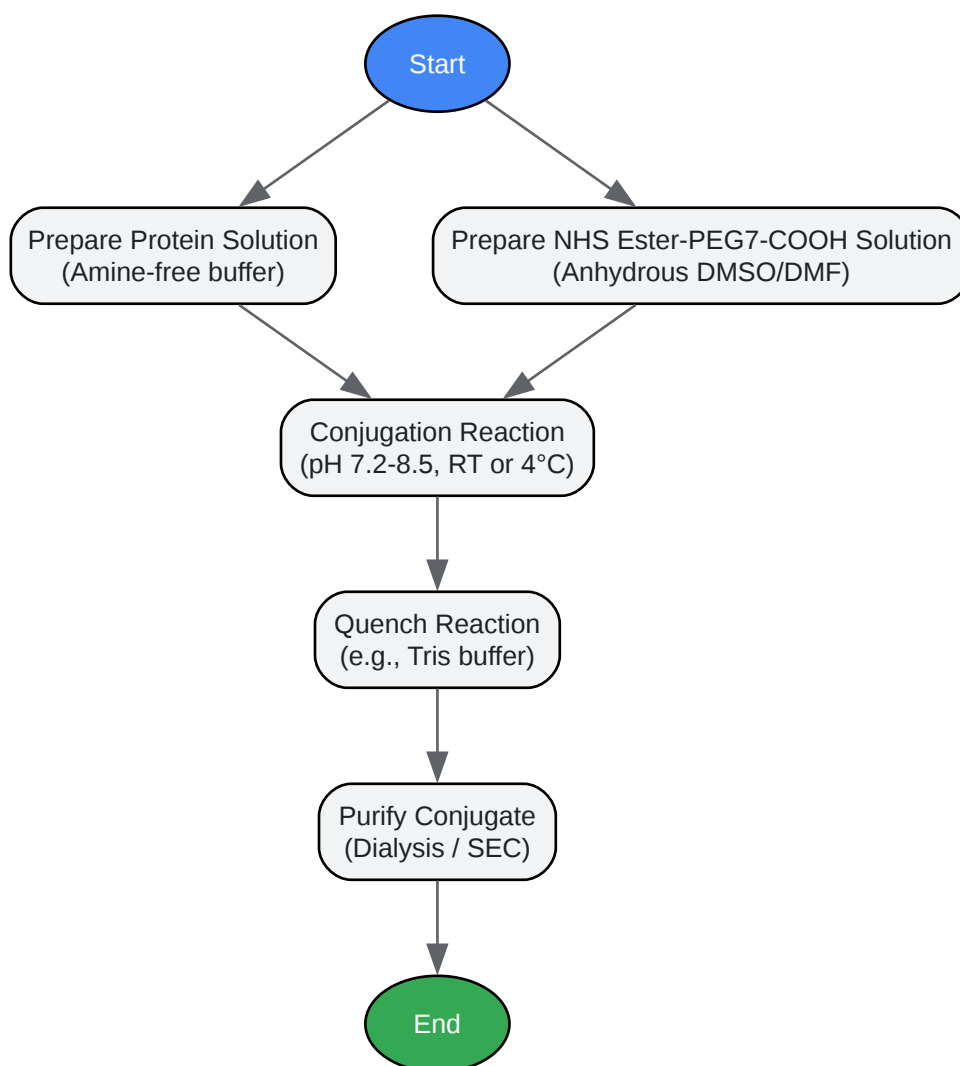 Start
Prepare Protein Solution
(Amine-free buffer)
Prepare NHS Ester-PEG7-COOH Solution
(Anhydrous DMSO/DMF)
Conjugation Reaction
(pH 7.2-8.5, RT or 4°C)
Quench Reaction
(e.g., Tris buffer)
Purify Conjugate
(Dialysis / SEC)
End